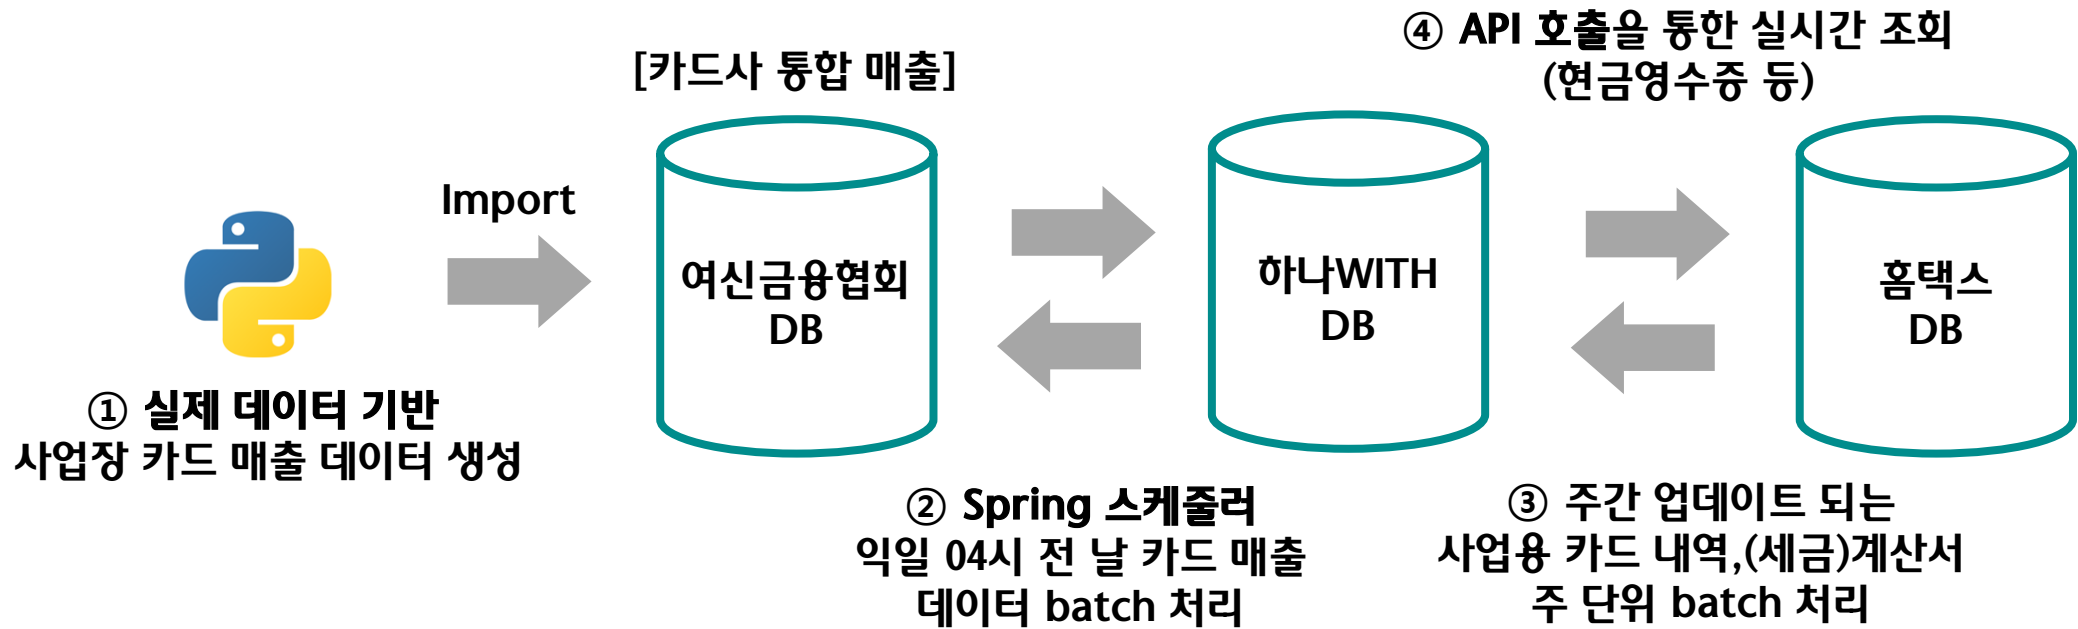 ④ API 호출을 통한 실시간 조회
(현금영수증 등)
[카드사 통합 매출]
Import
여신금융협회
DB
하나WITH
DB
홈택스
DB
① 실제 데이터 기반
사업장 카드 매출 데이터 생성
② Spring 스케줄러
익일 04시 전 날 카드 매출
데이터 batch 처리
③ 주간 업데이트 되는
사업용 카드 내역,(세금)계산서
주 단위 batch 처리